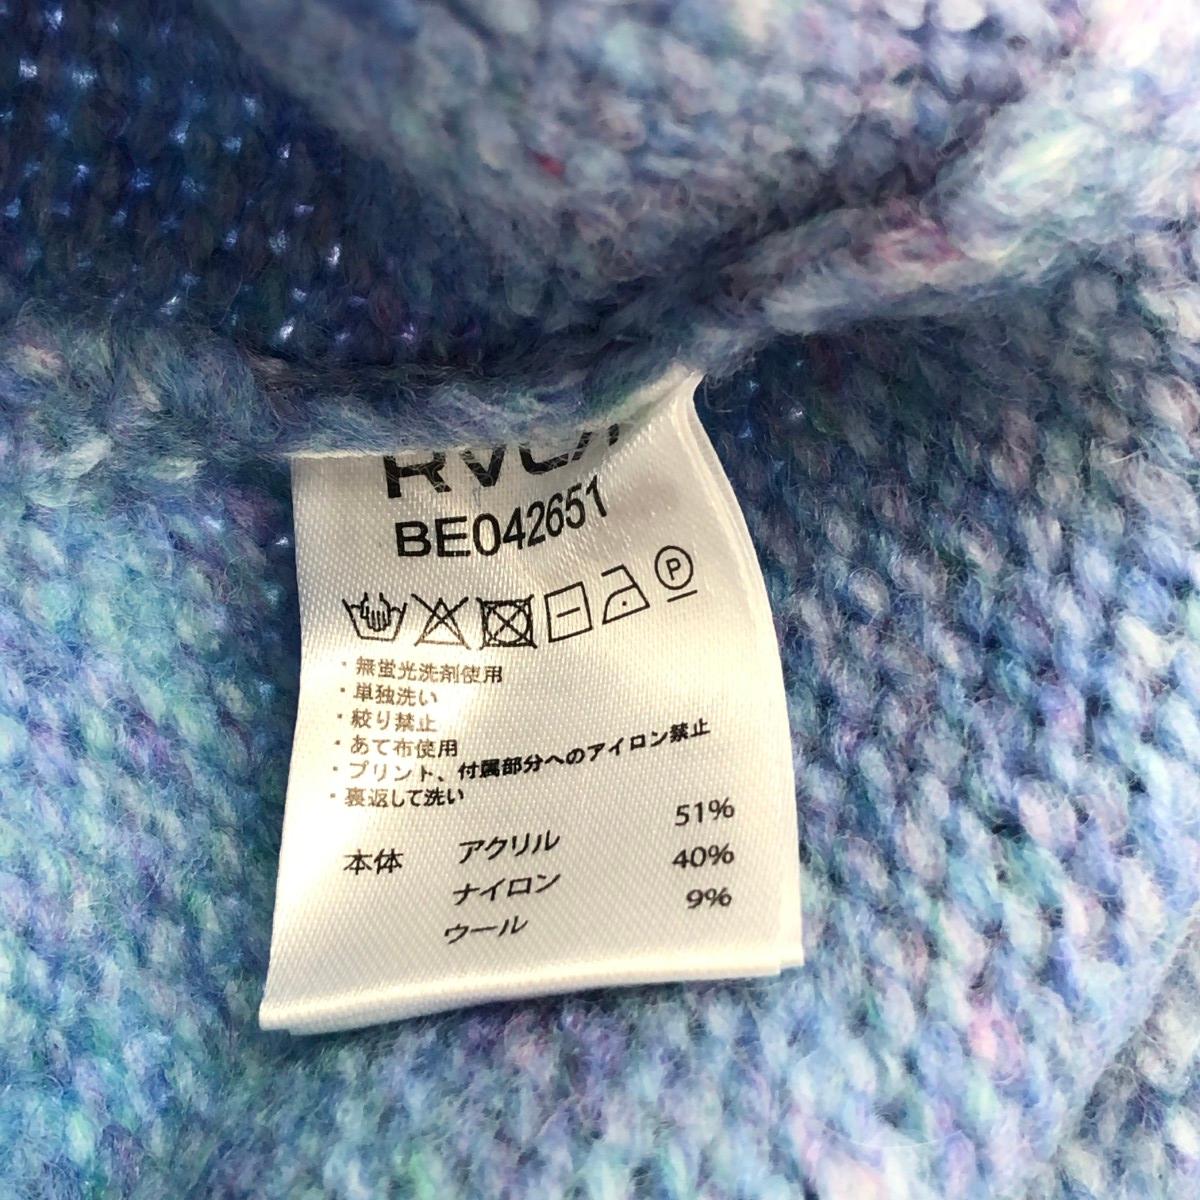 RVCA
BE042651
P
・無蛍光洗剤使用
・単独洗い
・絞り禁止
・あて布使用
・プリント、付属部分へのアイロン禁止
・裏返して洗い
本体 アクリル 51%
ナイロン 40%
ウール 9%